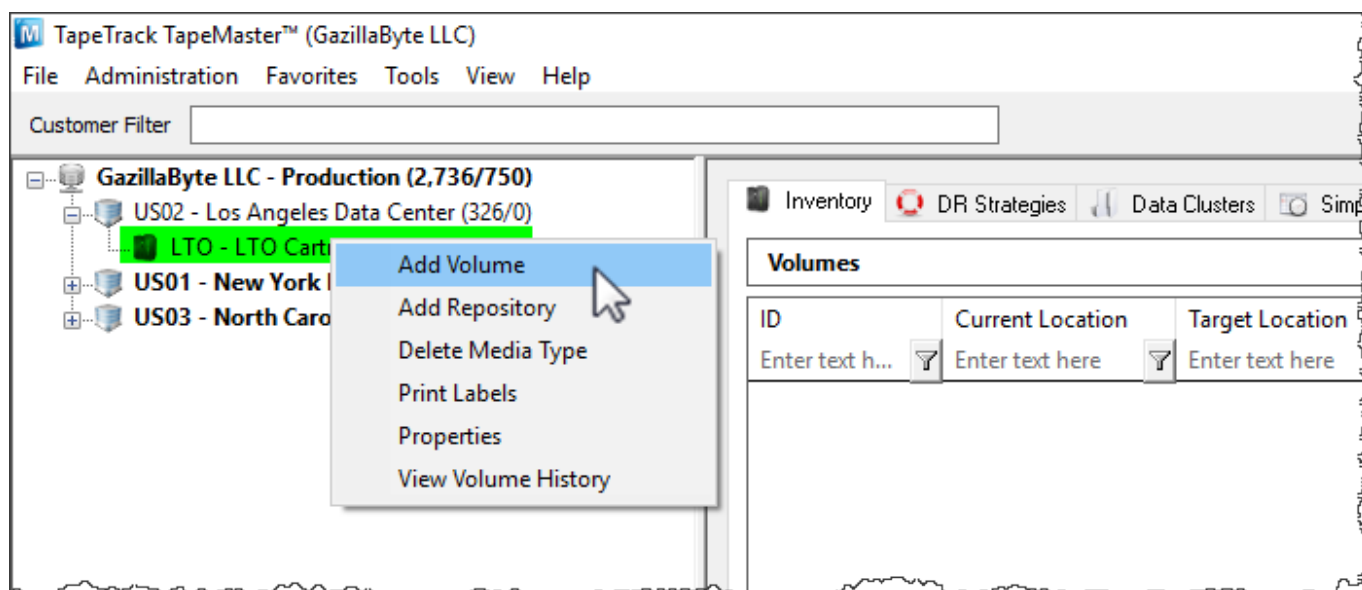 TapeTrack TapeMaster™ (GazillaByte LLC)
File Administration Favorites Tools View Help
Customer Filter
GazillaByte LLC - Production (2,736/750)
US02 - Los Angeles Data Center (326/0)
LTO - LTO
US01 - New York
US03 - North
Add Volume
Add Repository
Delete Media Type
Print Labels
Properties
View Volume History
Inventory DR Strategies Data Clusters
Volumes
ID Current Location Target Location
Enter text h... Enter text here Enter text here